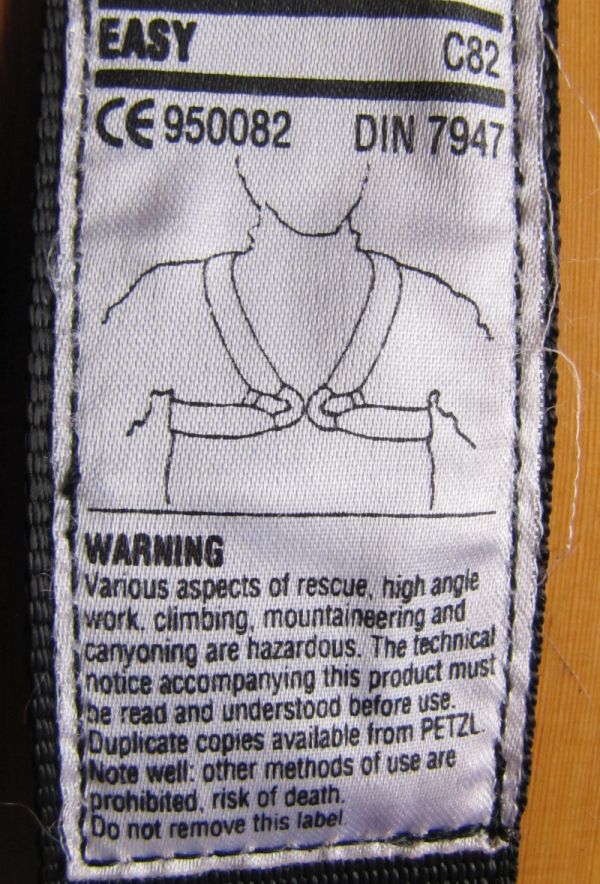 EASY C82
CE 950082 DIN 7947
WARNING
Various aspects of rescue, high angle
work, climbing, mountaineering and
canyoning are hazardous. The technical
notice accompanying this product must
be read and understood before use.
Duplicate copies available from PETZL.
Note well: other methods of use are
prohibited, risk of death.
Do not remove this label.